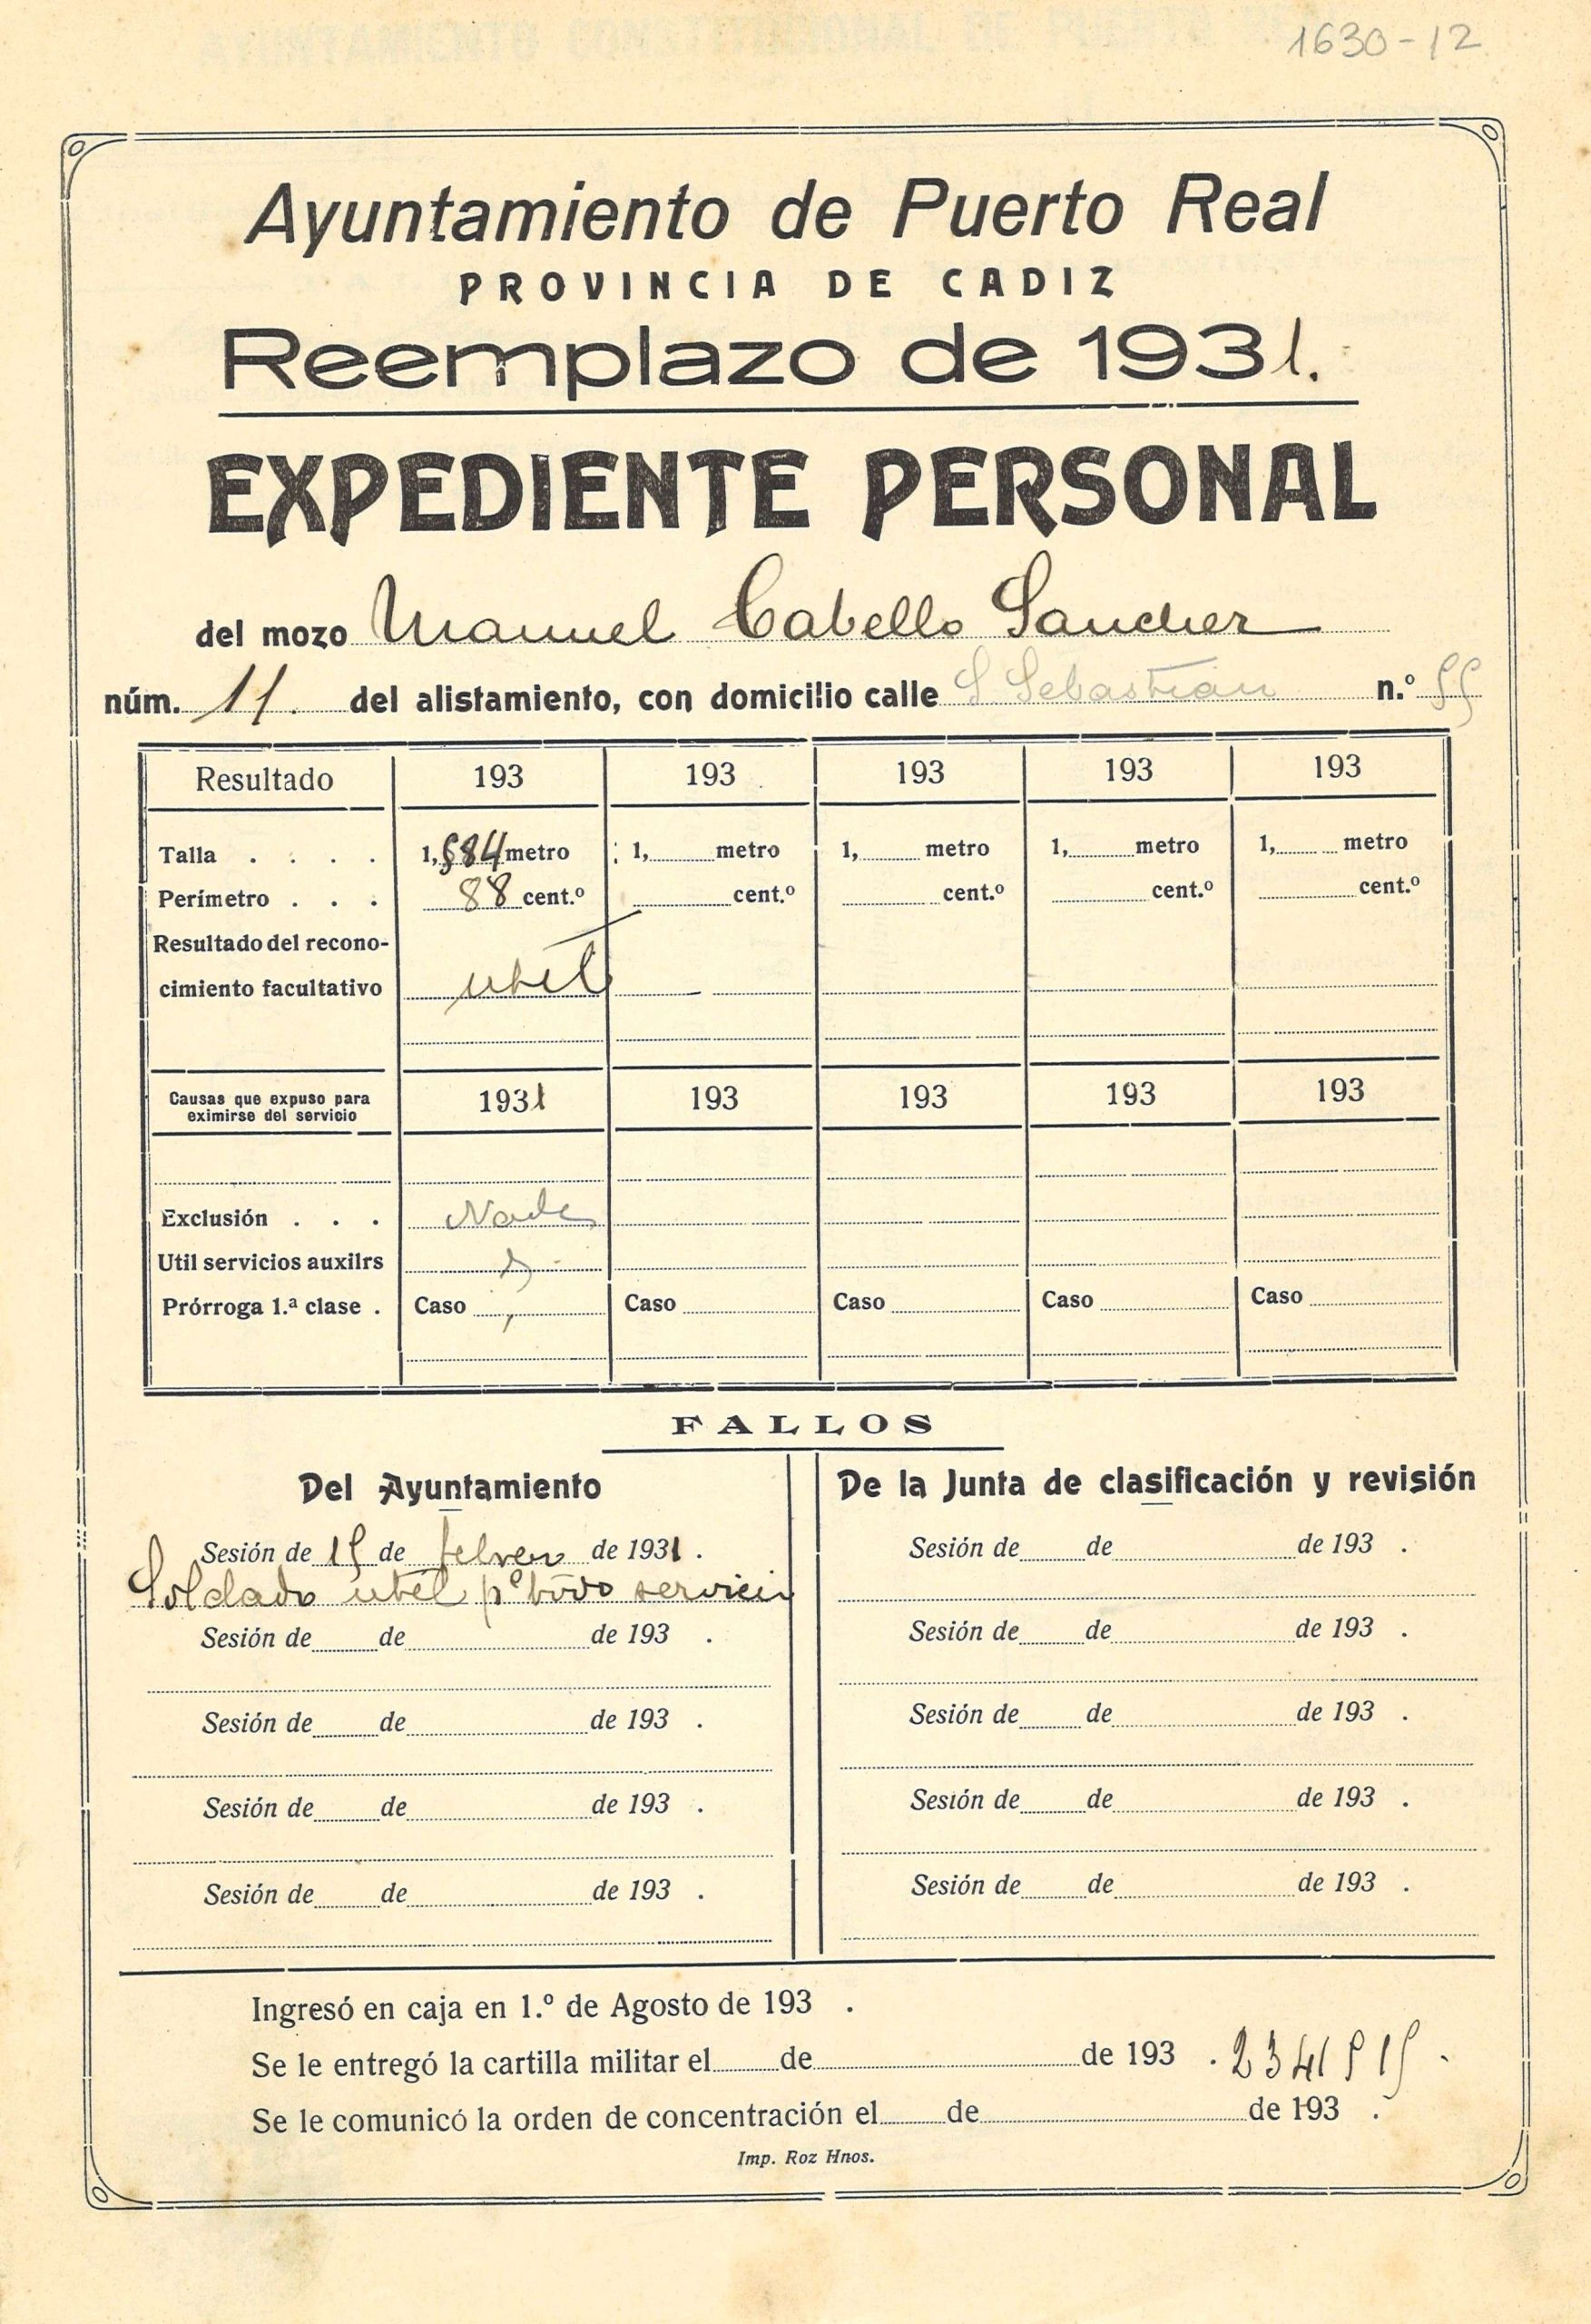 1630-12
Ayuntamiento de Puerto Real
PROVINCIA DE CADIZ
Reemplazo de 1931.
EXPEDIENTE PERSONAL
del mozo Manuel Cabello Sanchez
núm. 11. del alistamiento, con domicilio calle S Sebastián n.º 55
Resultado 193 193 193 193 193
Talla . . . . 1,584 metro 1, metro 1, metro 1, metro 1, metro
Perímetro . . . 88 cent.º cent.º cent.º cent.º cent.º
Resultado del recono-
cimiento facultativo util
Causas que expuso para
eximirse del servicio 1931 193 193 193 193
Exclusión . . . Nada
Util servicios auxilrs
Prórroga 1.ª clase . Caso Caso Caso Caso Caso
FALLOS
Del Ayuntamiento De la Junta de clasificación y revisión
Sesión de 15 de febrero de 1931. Sesión de de de 193 .
Soldado util pª todo servicio
Sesión de de de 193 . Sesión de de de 193 .
Sesión de de de 193 . Sesión de de de 193 .
Sesión de de de 193 . Sesión de de de 193 .
Sesión de de de 193 . Sesión de de de 193 .
Ingresó en caja en 1.º de Agosto de 193 .
Se le entregó la cartilla militar el de de 193 . 2341515 .
Se le comunicó la orden de concentración el de de 193 .
Imp. Roz Hnos.